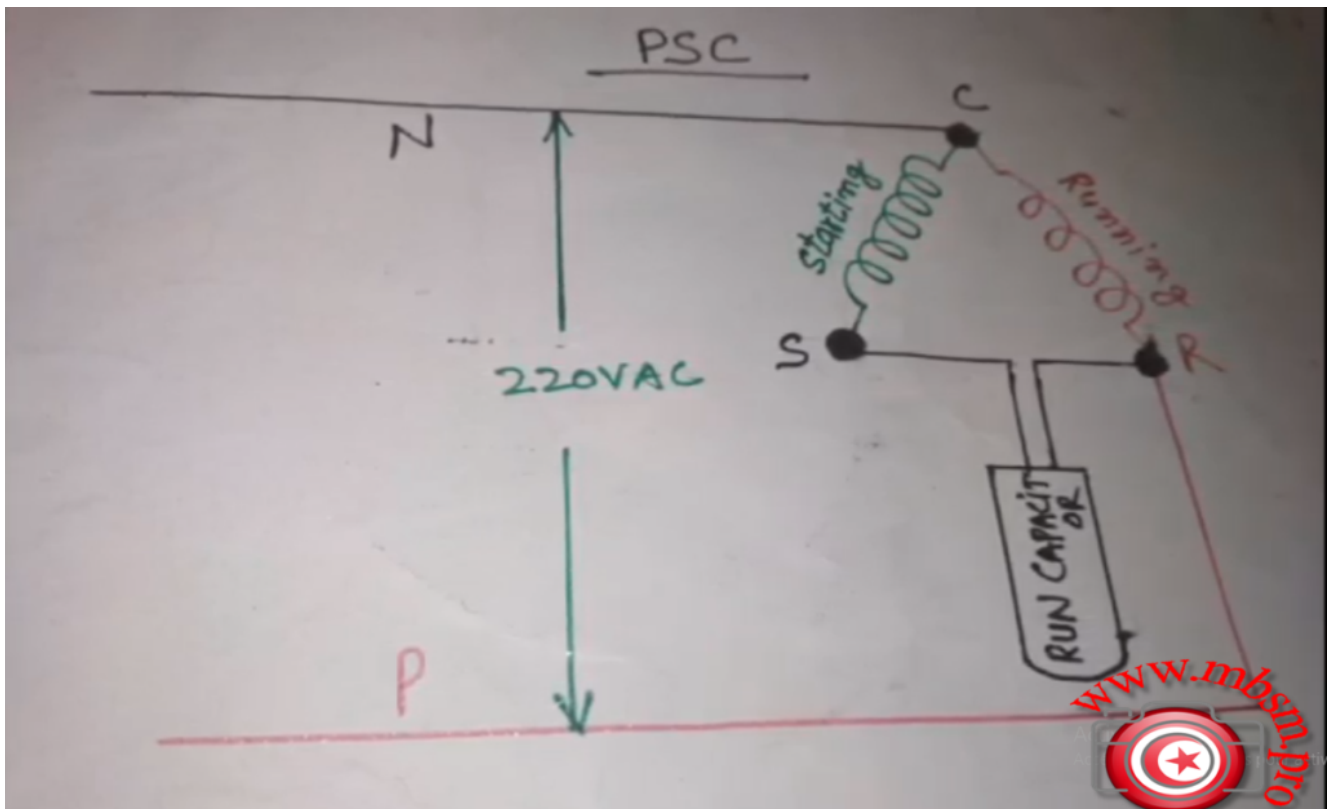 PSC
N
C
Starting
Running
220VAC
S
R
RUN CAPACIT
OR
P
www.mbsm.pro